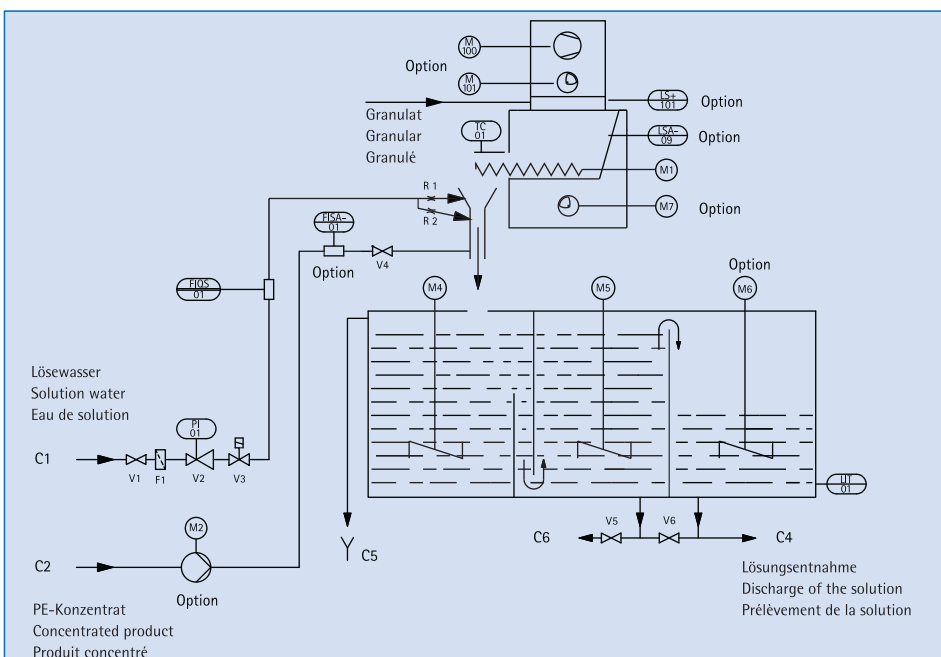 M
100
Option
M
101
LS+
101
Option
Granulat
Granular
Granulé
TC
01
LSA-
09
Option
M1
R 1
R 2
M7
Option
FISA-
01
Option
V4
FIQS
01
M4
M5
Option
M6
Lösewasser
Solution water
Eau de solution
PI
01
C1
V1
F1
V2
V3
LIT
01
M2
C2
Option
C5
C6
V5
V6
C4
Lösungsentnahme
Discharge of the solution
Prélèvement de la solution
PE-Konzentrat
Concentrated product
Produit concentré